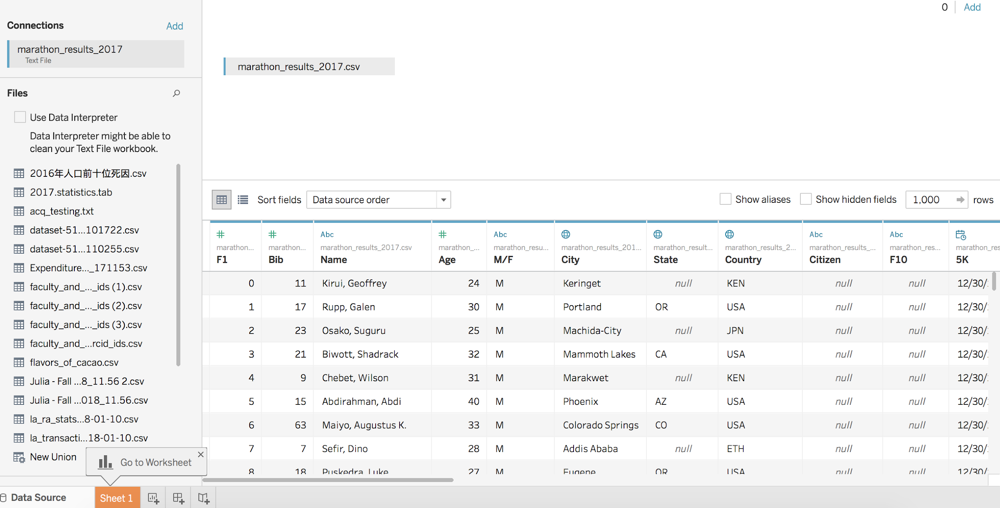 0 Add
Connections Add
marathon_results_2017
Text File
marathon_results_2017.csv
Files
Use Data Interpreter
Data Interpreter might be able to
clean your Text File workbook.
2016年人口前十位死因.csv
2017.statistics.tab
acq_testing.txt
dataset-51...101722.csv
dataset-51...110255.csv
Expenditure..._171153.csv
faculty_and_..._ids (1).csv
faculty_and_..._ids (2).csv
faculty_and_..._ids (3).csv
faculty_and_...rcid_ids.csv
flavors_of_cacao.csv
Julia - Fall ...8_11.56 2.csv
Julia - Fall ...018_11.56.csv
la_ra_stats...8-01-10.csv
la_transacti...18-01-10.csv
New Union
Go to Worksheet
Sort fields Data source order Show aliases Show hidden fields 1,000 rows
Abc Abc Abc Abc
marathon... marathon... marathon_results_2017.csv marathon_... marathon_resu... marathon_results_201... marathon_result... marathon_results_2... marathon_results_... marathon_res... marathon_res
F1 Bib Name Age M/F City State Country Citizen F10 5K
0 11 Kirui, Geoffrey 24 M Keringet null KEN null null 12/30/
1 17 Rupp, Galen 30 M Portland OR USA null null 12/30/
2 23 Osako, Suguru 25 M Machida-City null JPN null null 12/30/
3 21 Biwott, Shadrack 32 M Mammoth Lakes CA USA null null 12/30/
4 9 Chebet, Wilson 31 M Marakwet null KEN null null 12/30/
5 15 Abdirahman, Abdi 40 M Phoenix AZ USA null null 12/30/
6 63 Maiyo, Augustus K. 33 M Colorado Springs CO USA null null 12/30/
7 7 Sefir, Dino 28 M Addis Ababa null ETH null null 12/30/
8 18 Puskedra, Luke 27 M Eugene OR USA null null 12/30/
Data Source Sheet 1